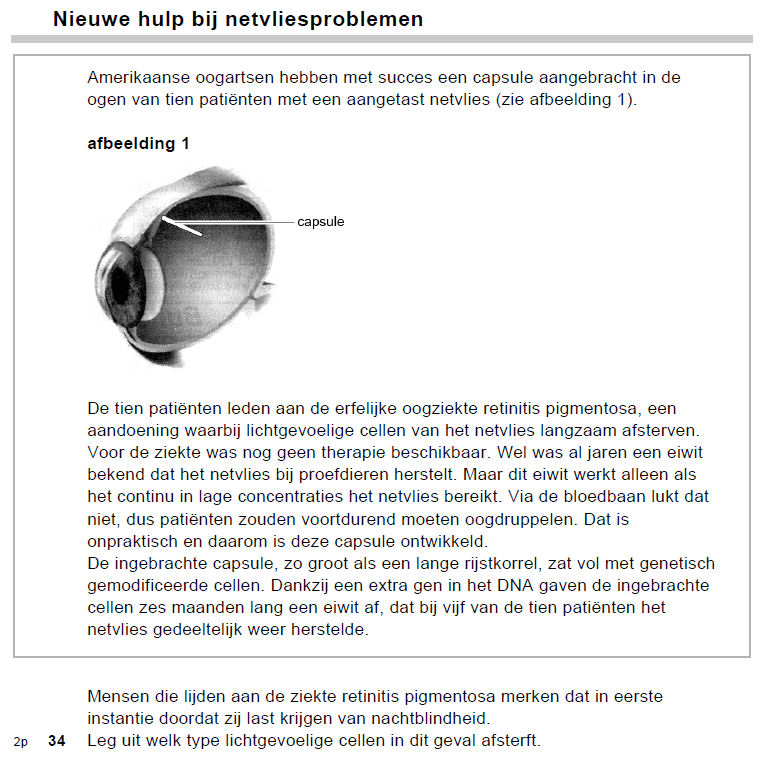 Nieuwe hulp bij netvliesproblemen
Amerikaanse oogartsen hebben met succes een capsule aangebracht in de
ogen van tien patiënten met een aangetast netvlies (zie afbeelding 1).
afbeelding 1
capsule
De tien patiënten leden aan de erfelijke oogziekte retinitis pigmentosa, een
aandoening waarbij lichtgevoelige cellen van het netvlies langzaam afsterven.
Voor de ziekte was nog geen therapie beschikbaar. Wel was al jaren een eiwit
bekend dat het netvlies bij proefdieren herstelt. Maar dit eiwit werkt alleen als
het continu in lage concentraties het netvlies bereikt. Via de bloedbaan lukt dat
niet, dus patiënten zouden voortdurend moeten oogdruppelen. Dat is
onpraktisch en daarom is deze capsule ontwikkeld.
De ingebrachte capsule, zo groot als een lange rijstkorrel, zat vol met genetisch
gemodificeerde cellen. Dankzij een extra gen in het DNA gaven de ingebrachte
cellen zes maanden lang een eiwit af, dat bij vijf van de tien patiënten het
netvlies gedeeltelijk weer herstelde.
Mensen die lijden aan de ziekte retinitis pigmentosa merken dat in eerste
instantie doordat zij last krijgen van nachtblindheid.
2p 34 Leg uit welk type lichtgevoelige cellen in dit geval afsterft.